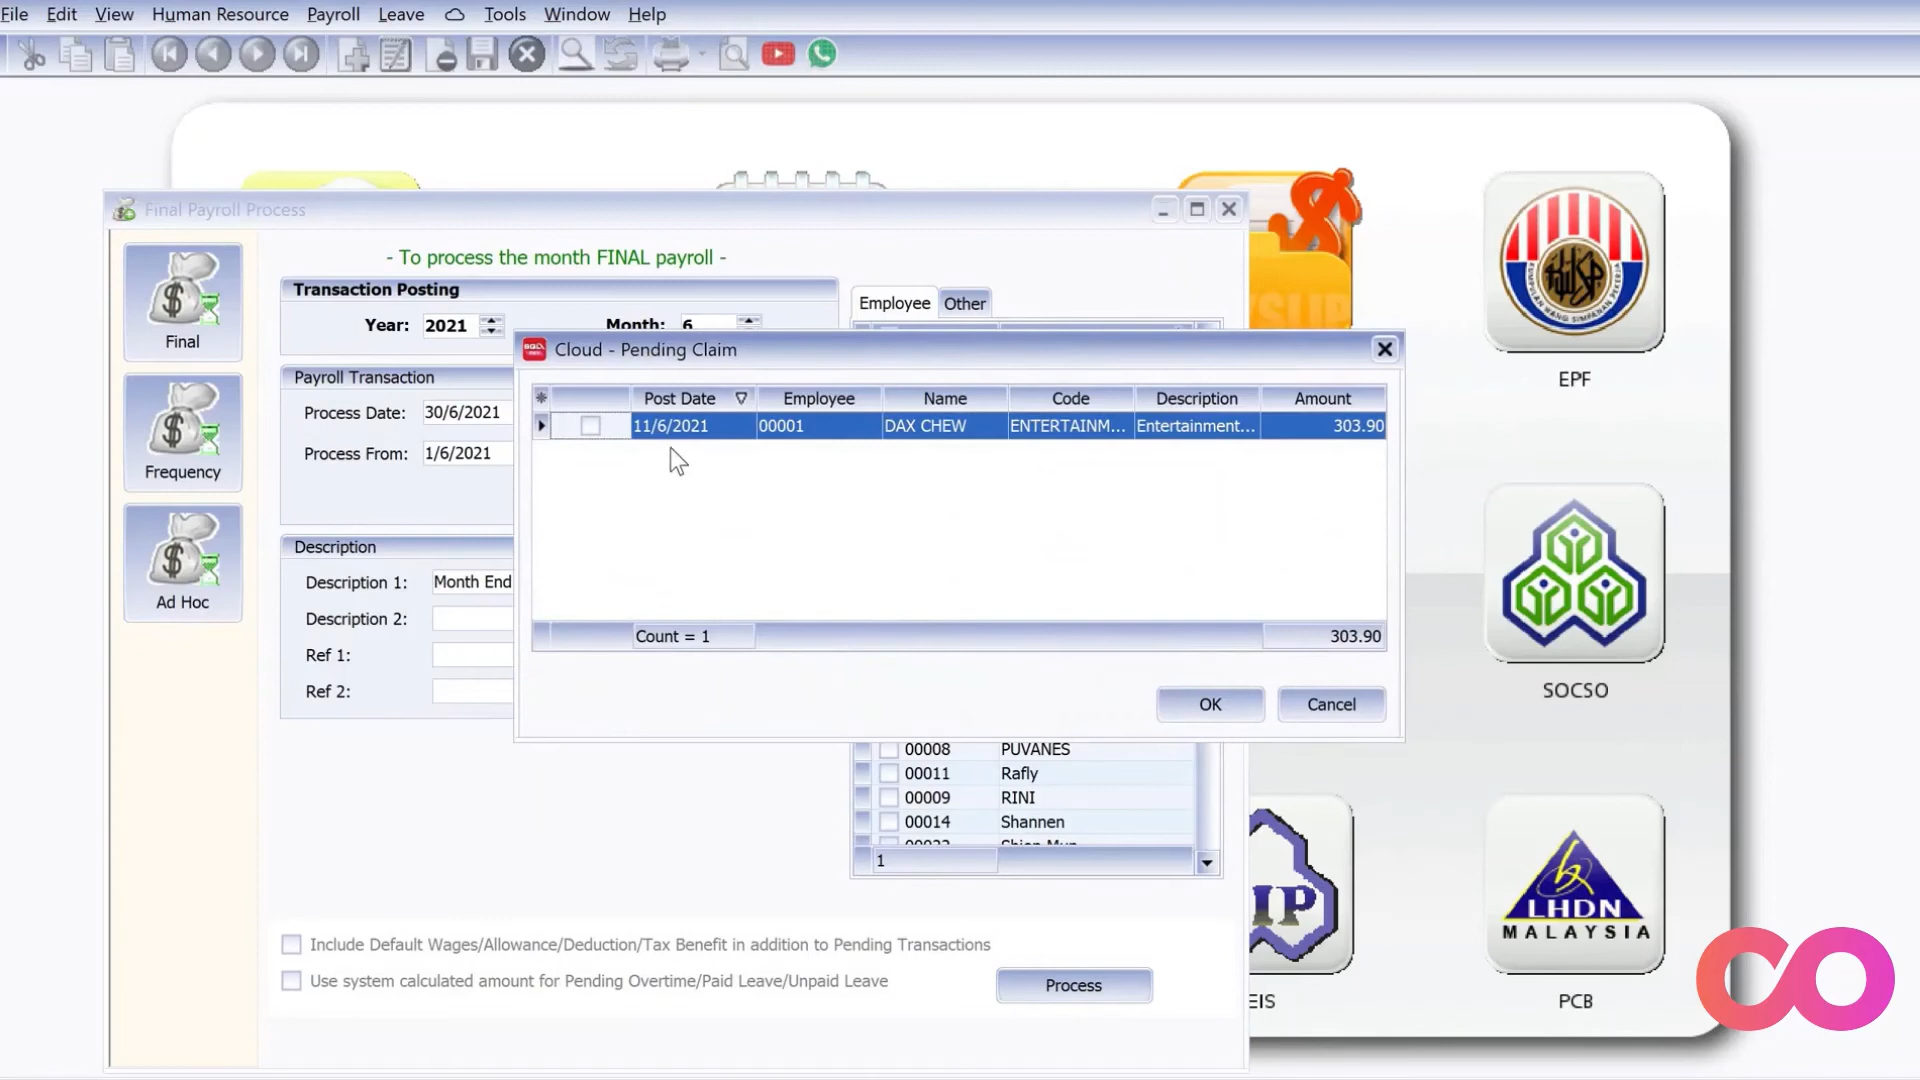 File Edit View Human Resource Payroll Leave Tools Window Help
Final Payroll Process
- To process the month FINAL payroll -
Transaction Posting
Employee Other
Year: 2021 Month: 6
Final
Cloud - Pending Claim
Payroll Transaction
Post Date Employee Name Code Description Amount
Process Date: 30/6/2021
11/6/2021 00001 DAX CHEW ENTERTAINM... Entertainment... 303.90
Process From: 1/6/2021
Frequency
Description
Description 1: Month End
Ad Hoc
Description 2:
Count = 1 303.90
Ref 1:
Ref 2:
OK Cancel
00008 PUVANES
00011 Rafly
00009 RINI
00014 Shannen
1
Include Default Wages/Allowance/Deduction/Tax Benefit in addition to Pending Transactions
Use system calculated amount for Pending Overtime/Paid Leave/Unpaid Leave
Process
EPF
SOCSO
IP
EIS
LHDN
MALAYSIA
PCB
CO